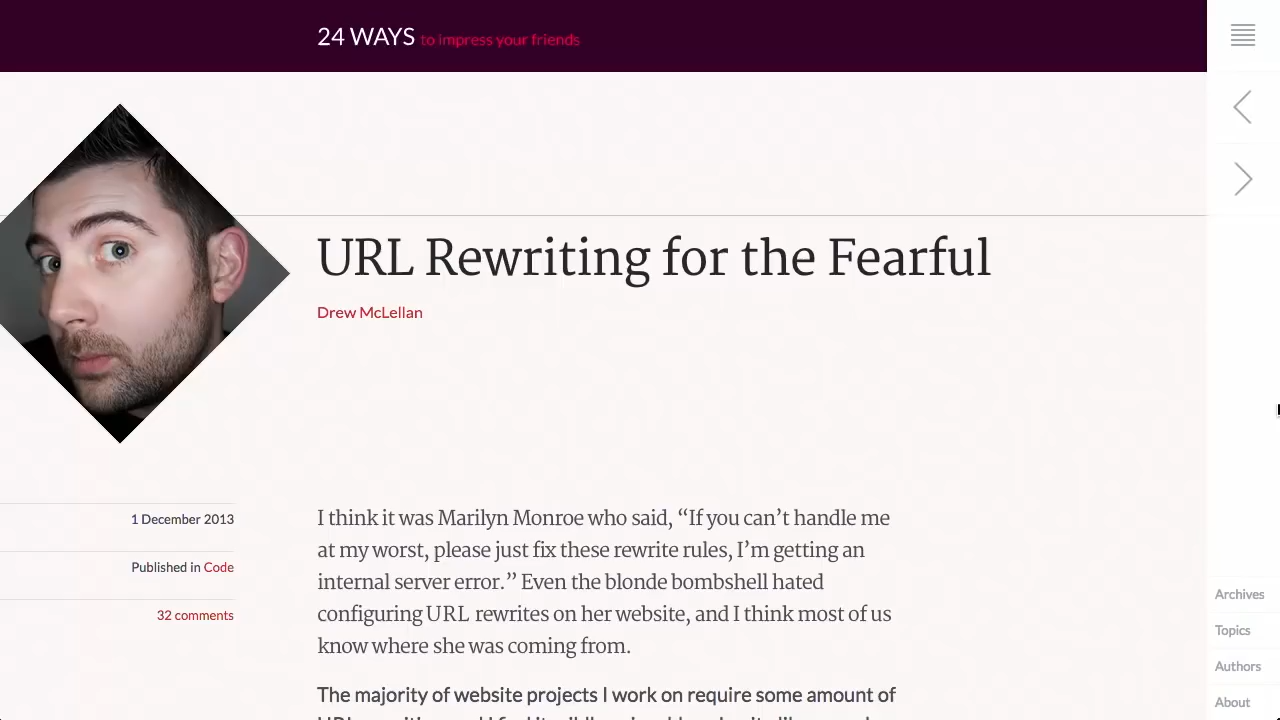 24 WAYS to impress your friends
URL Rewriting for the Fearful
Drew McLellan
1 December 2013
Published in Code
32 comments
I think it was Marilyn Monroe who said, “If you can’t handle me
at my worst, please just fix these rewrite rules, I’m getting an
internal server error.” Even the blonde bombshell hated
configuring URL rewrites on her website, and I think most of us
know where she was coming from.
The majority of website projects I work on require some amount of
Archives
Topics
Authors
About